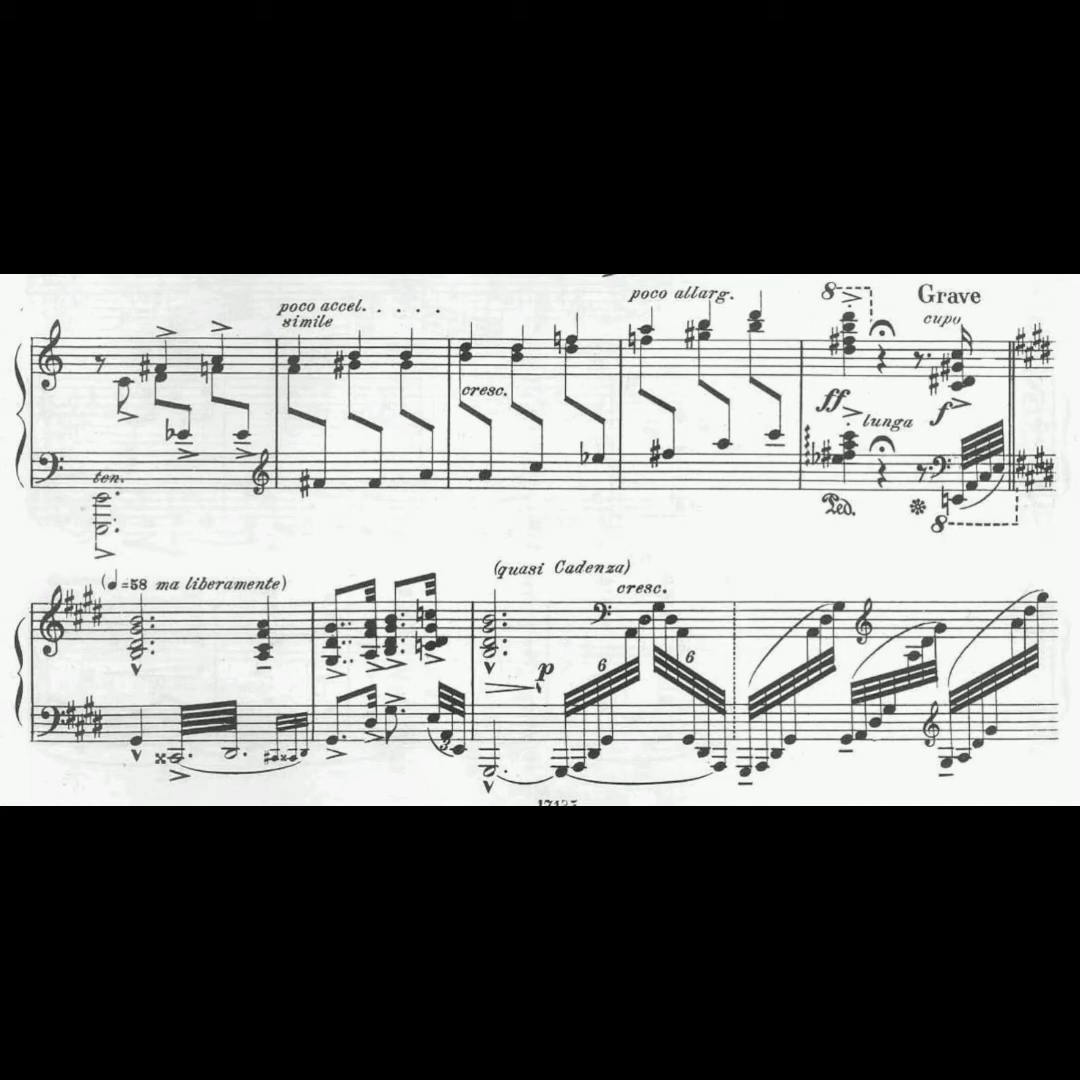 poco accel. . . . . .
simile
poco allarg.
8
Grave
cupo
cresc.
ff
lunga
f
ten.
Ped.
8
(♩=58 ma liberamente)
(quasi Cadenza)
cresc.
p
6
6
3